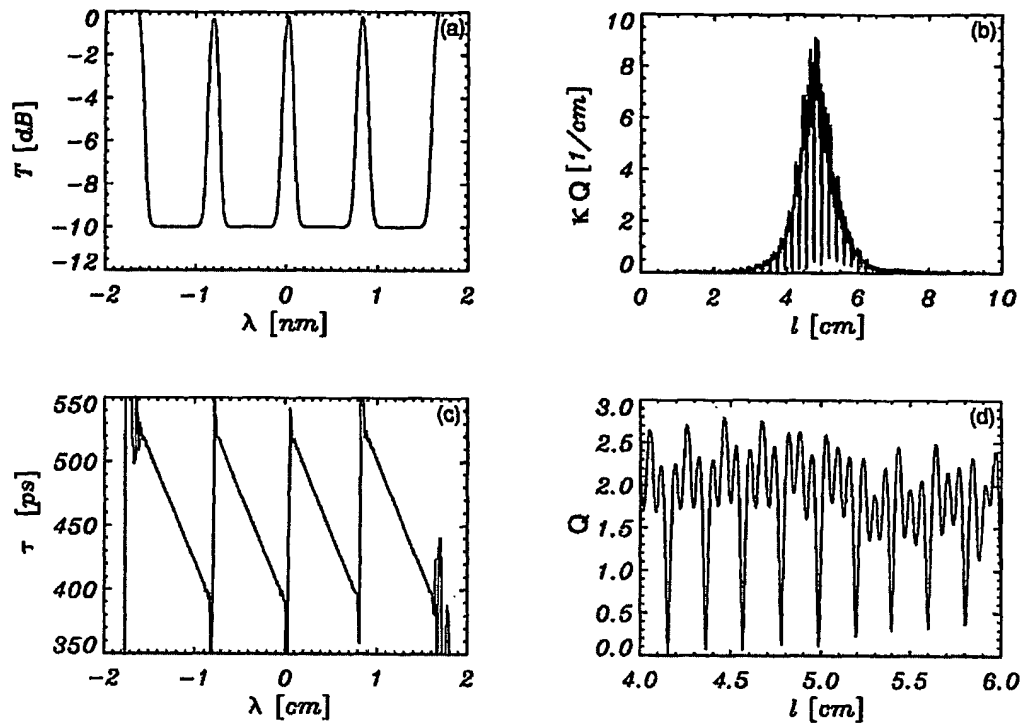 (a)
T [dB]
0
−2
−4
−6
−8
−10
−12
−2 −1 0 1 2
λ [nm]
(b)
κ Q [1/cm]
10
8
6
4
2
0
0 2 4 6 8 10
l [cm]
(c)
τ [ps]
550
500
450
400
350
−2 −1 0 1 2
λ [cm]
(d)
Q
3.0
2.5
2.0
1.5
1.0
0.5
0.0
4.0 4.5 5.0 5.5 6.0
l [cm]